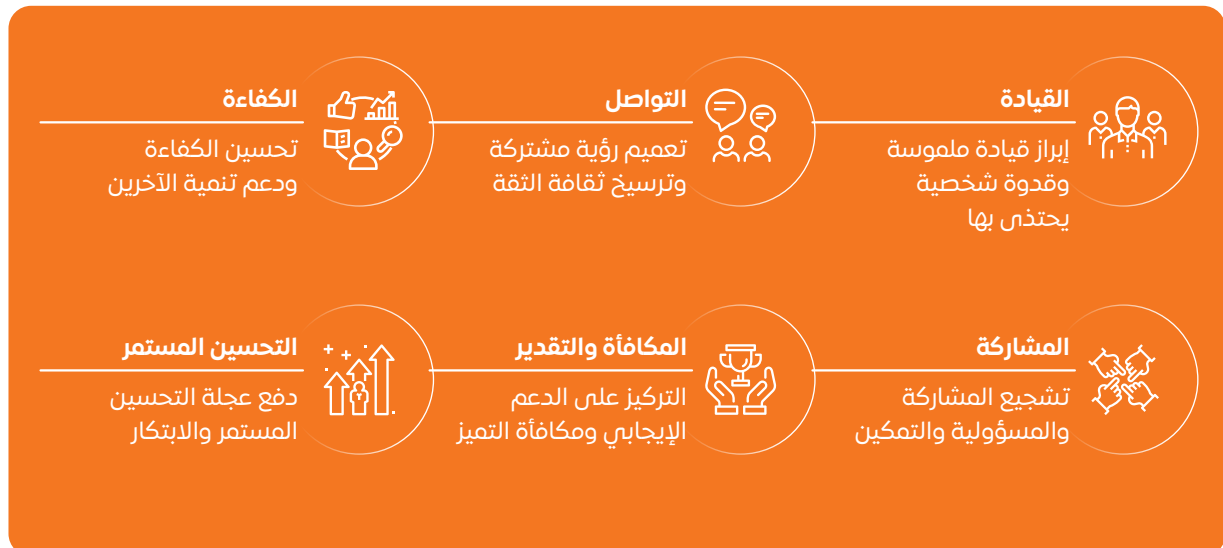 القيادة
إبراز قيادة ملموسة
وقدوة شخصية
يحتذى بها
التواصل
تعميم رؤية مشتركة
وترسيخ ثقافة الثقة
الكفاءة
تحسين الكفاءة
ودعم تنمية الآخرين
المشاركة
تشجيع المشاركة
والمسؤولية والتمكين
المكافأة والتقدير
التركيز على الدعم
الإيجابي ومكافأة التميز
التحسين المستمر
دفع عجلة التحسين
المستمر والابتكار